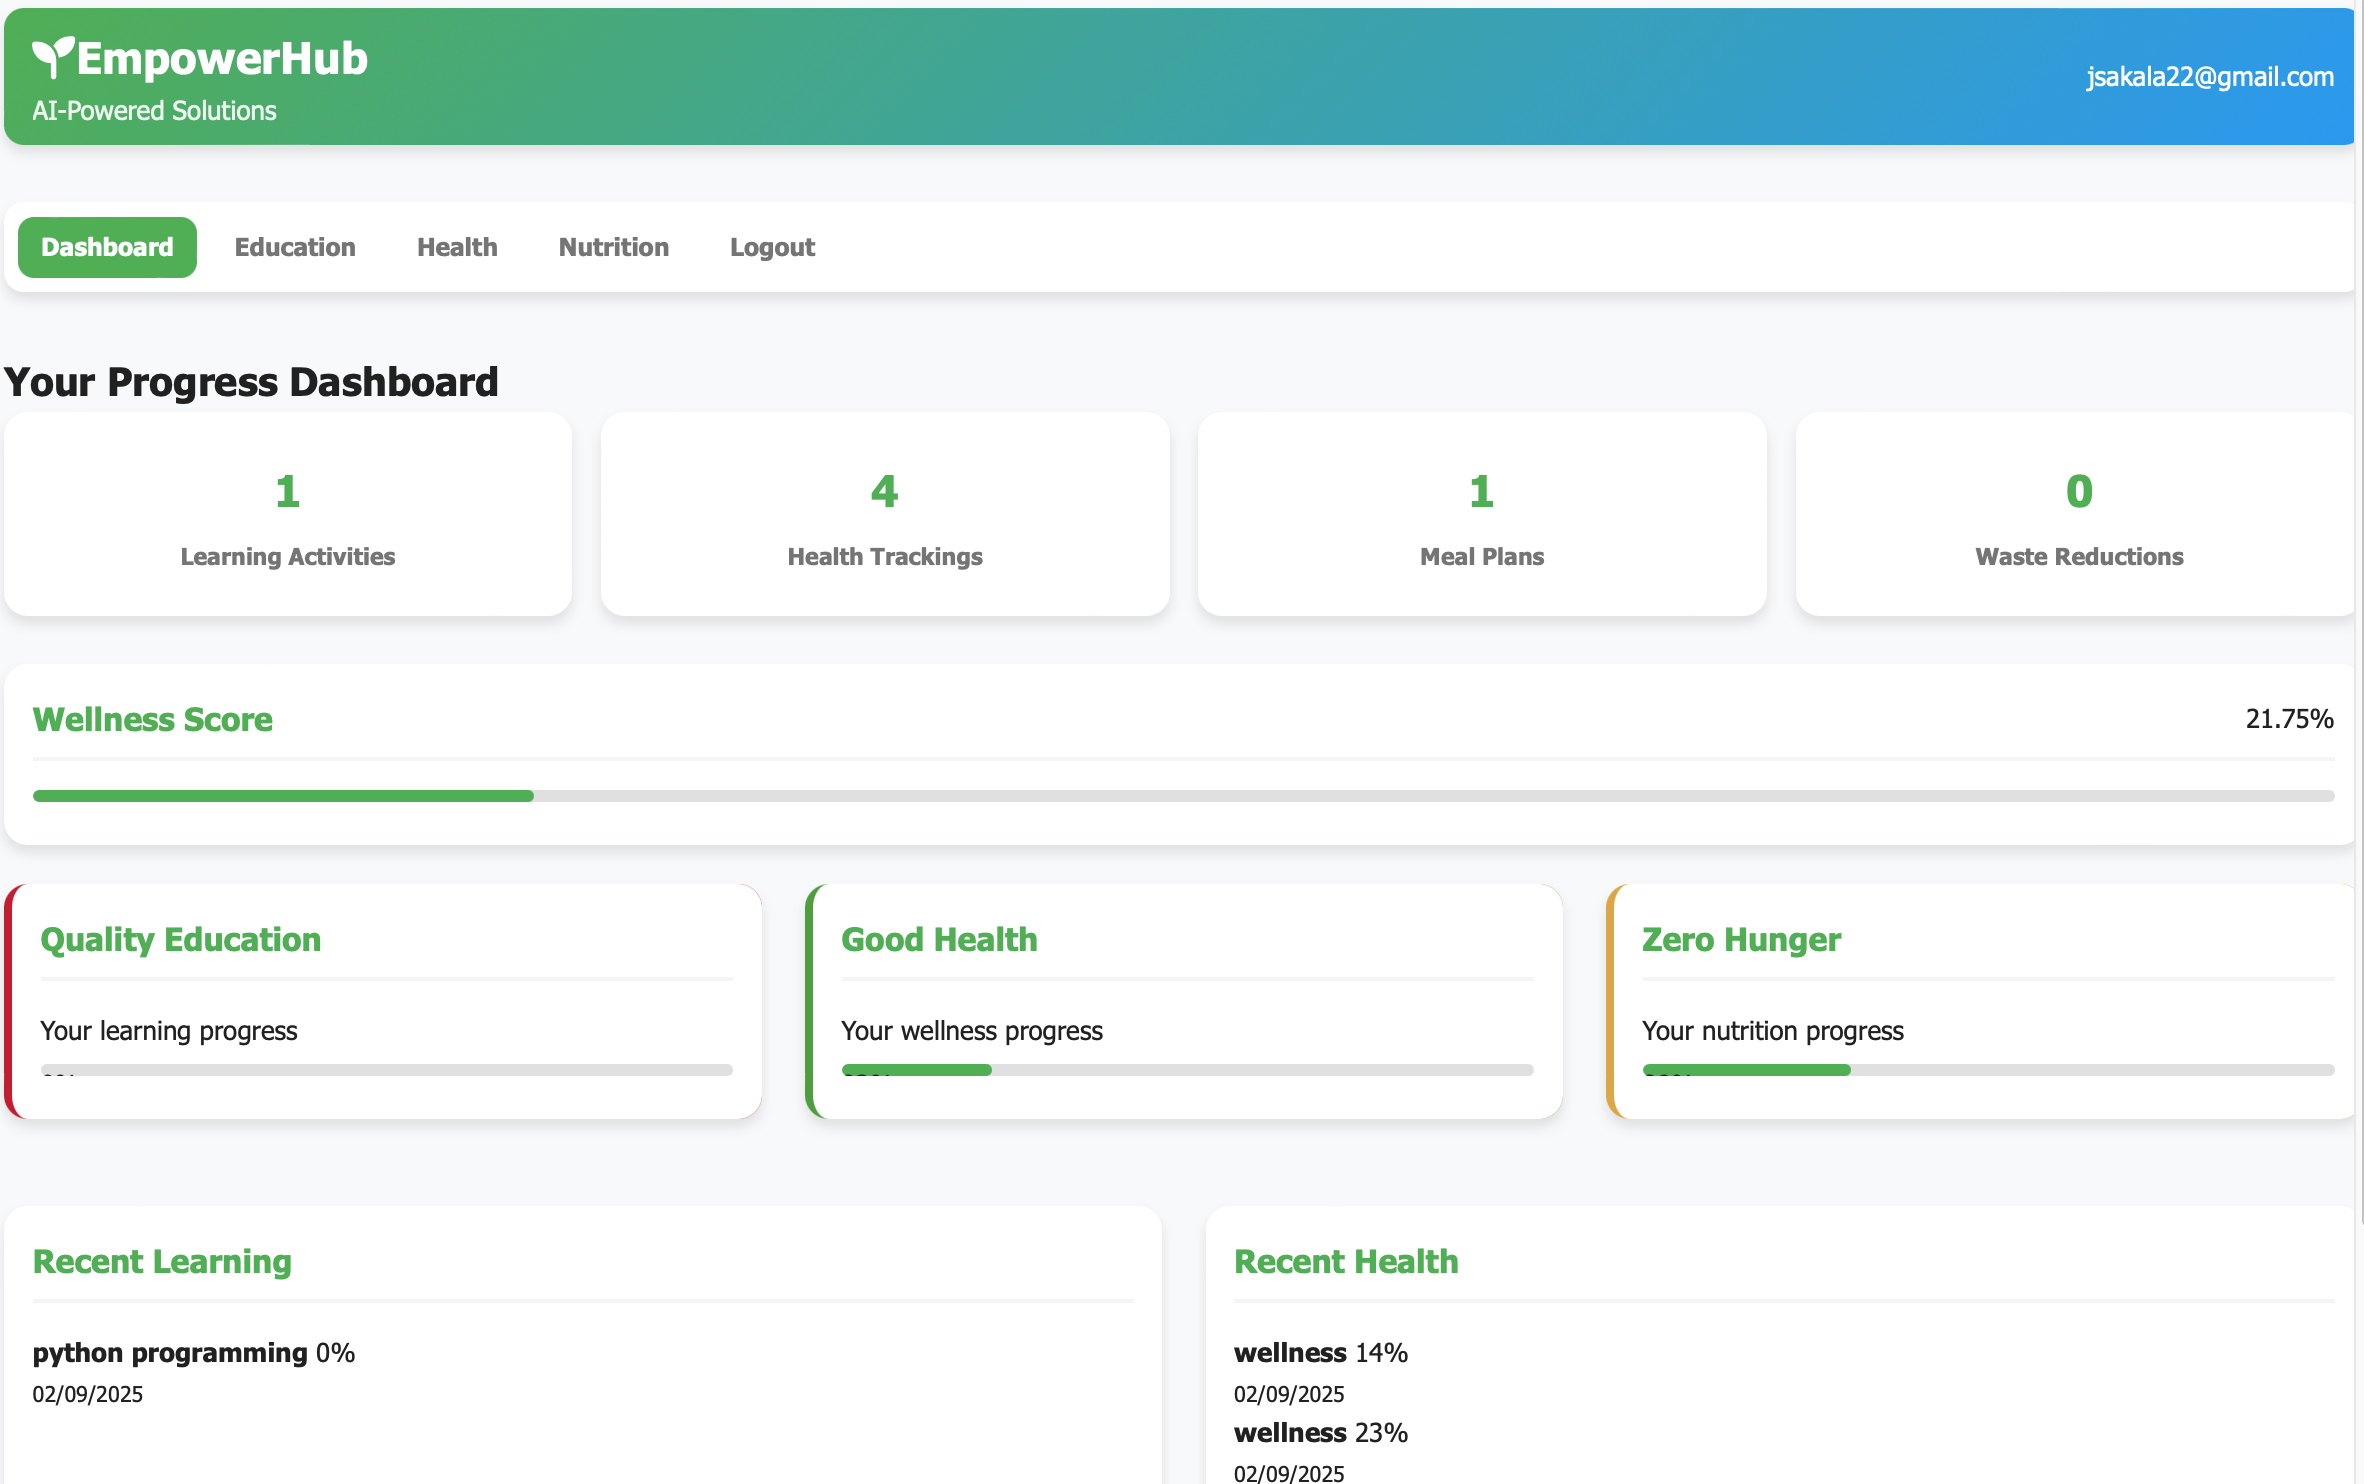 EmpowerHub
AI-Powered Solutions
jsakala22@gmail.com
Dashboard Education Health Nutrition Logout
Your Progress Dashboard
1
Learning Activities
4
Health Trackings
1
Meal Plans
0
Waste Reductions
Wellness Score
21.75%
Quality Education
Your learning progress
Good Health
Your wellness progress
Zero Hunger
Your nutrition progress
Recent Learning
python programming 0%
02/09/2025
Recent Health
wellness 14%
02/09/2025
wellness 23%
02/09/2025